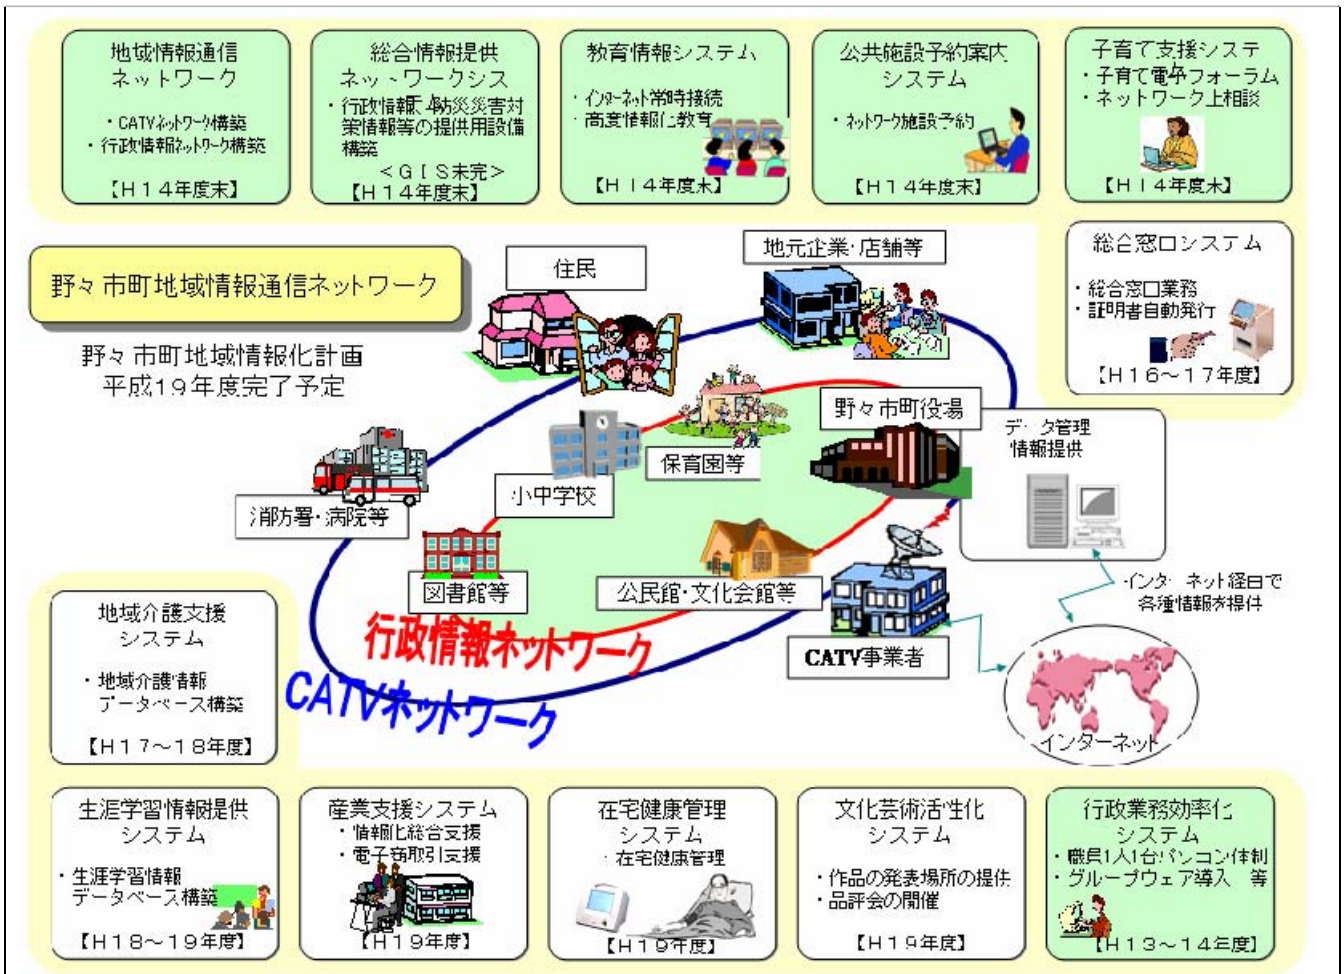 地域情報通信
ネットワーク
・CATVネットワーク構築
・行政情報ネットワーク構築
【H14年度末】
総合情報提供
ネットワークシス
・行政情報、防災災害対
策情報等の提供用設備
構築
<GIS未完>
【H14年度末】
教育情報システム
・インターネット常時接続
・高度情報化教育
【H14年度末】
公共施設予約案内
システム
・ネットワーク施設予約
【H14年度末】
子育て支援システ
・子育て電子フォーラム
・ネットワーク上相談
【H14年度末】
総合窓口システム
・総合窓口業務
・証明書自動発行
【H16～17年度】
野々市町地域情報通信ネットワーク
野々市町地域情報化計画
平成19年度完了予定
住民
地元企業・店舗等
野々市町役場
データ管理
情報提供
保育園等
小中学校
消防署・病院等
図書館等
公民館・文化会館等
CATV事業者
行政情報ネットワーク
CATVネットワーク
インターネット経由で
各種情報を提供
インターネット
地域介護支援
システム
・地域介護情報
データベース構築
【H17～18年度】
生涯学習情報提供
システム
・生涯学習情報
データベース構築
【H18～19年度】
産業支援システム
・情報化総合支援
・電子商取引支援
【H19年度】
在宅健康管理
システム
・在宅健康管理
【H19年度】
文化芸術活性化
システム
・作品の発表場所の提供
・品評会の開催
【H19年度】
行政業務効率化
システム
・職員1人1台パソコン体制
・グループウェア導入 等
【H13～14年度】